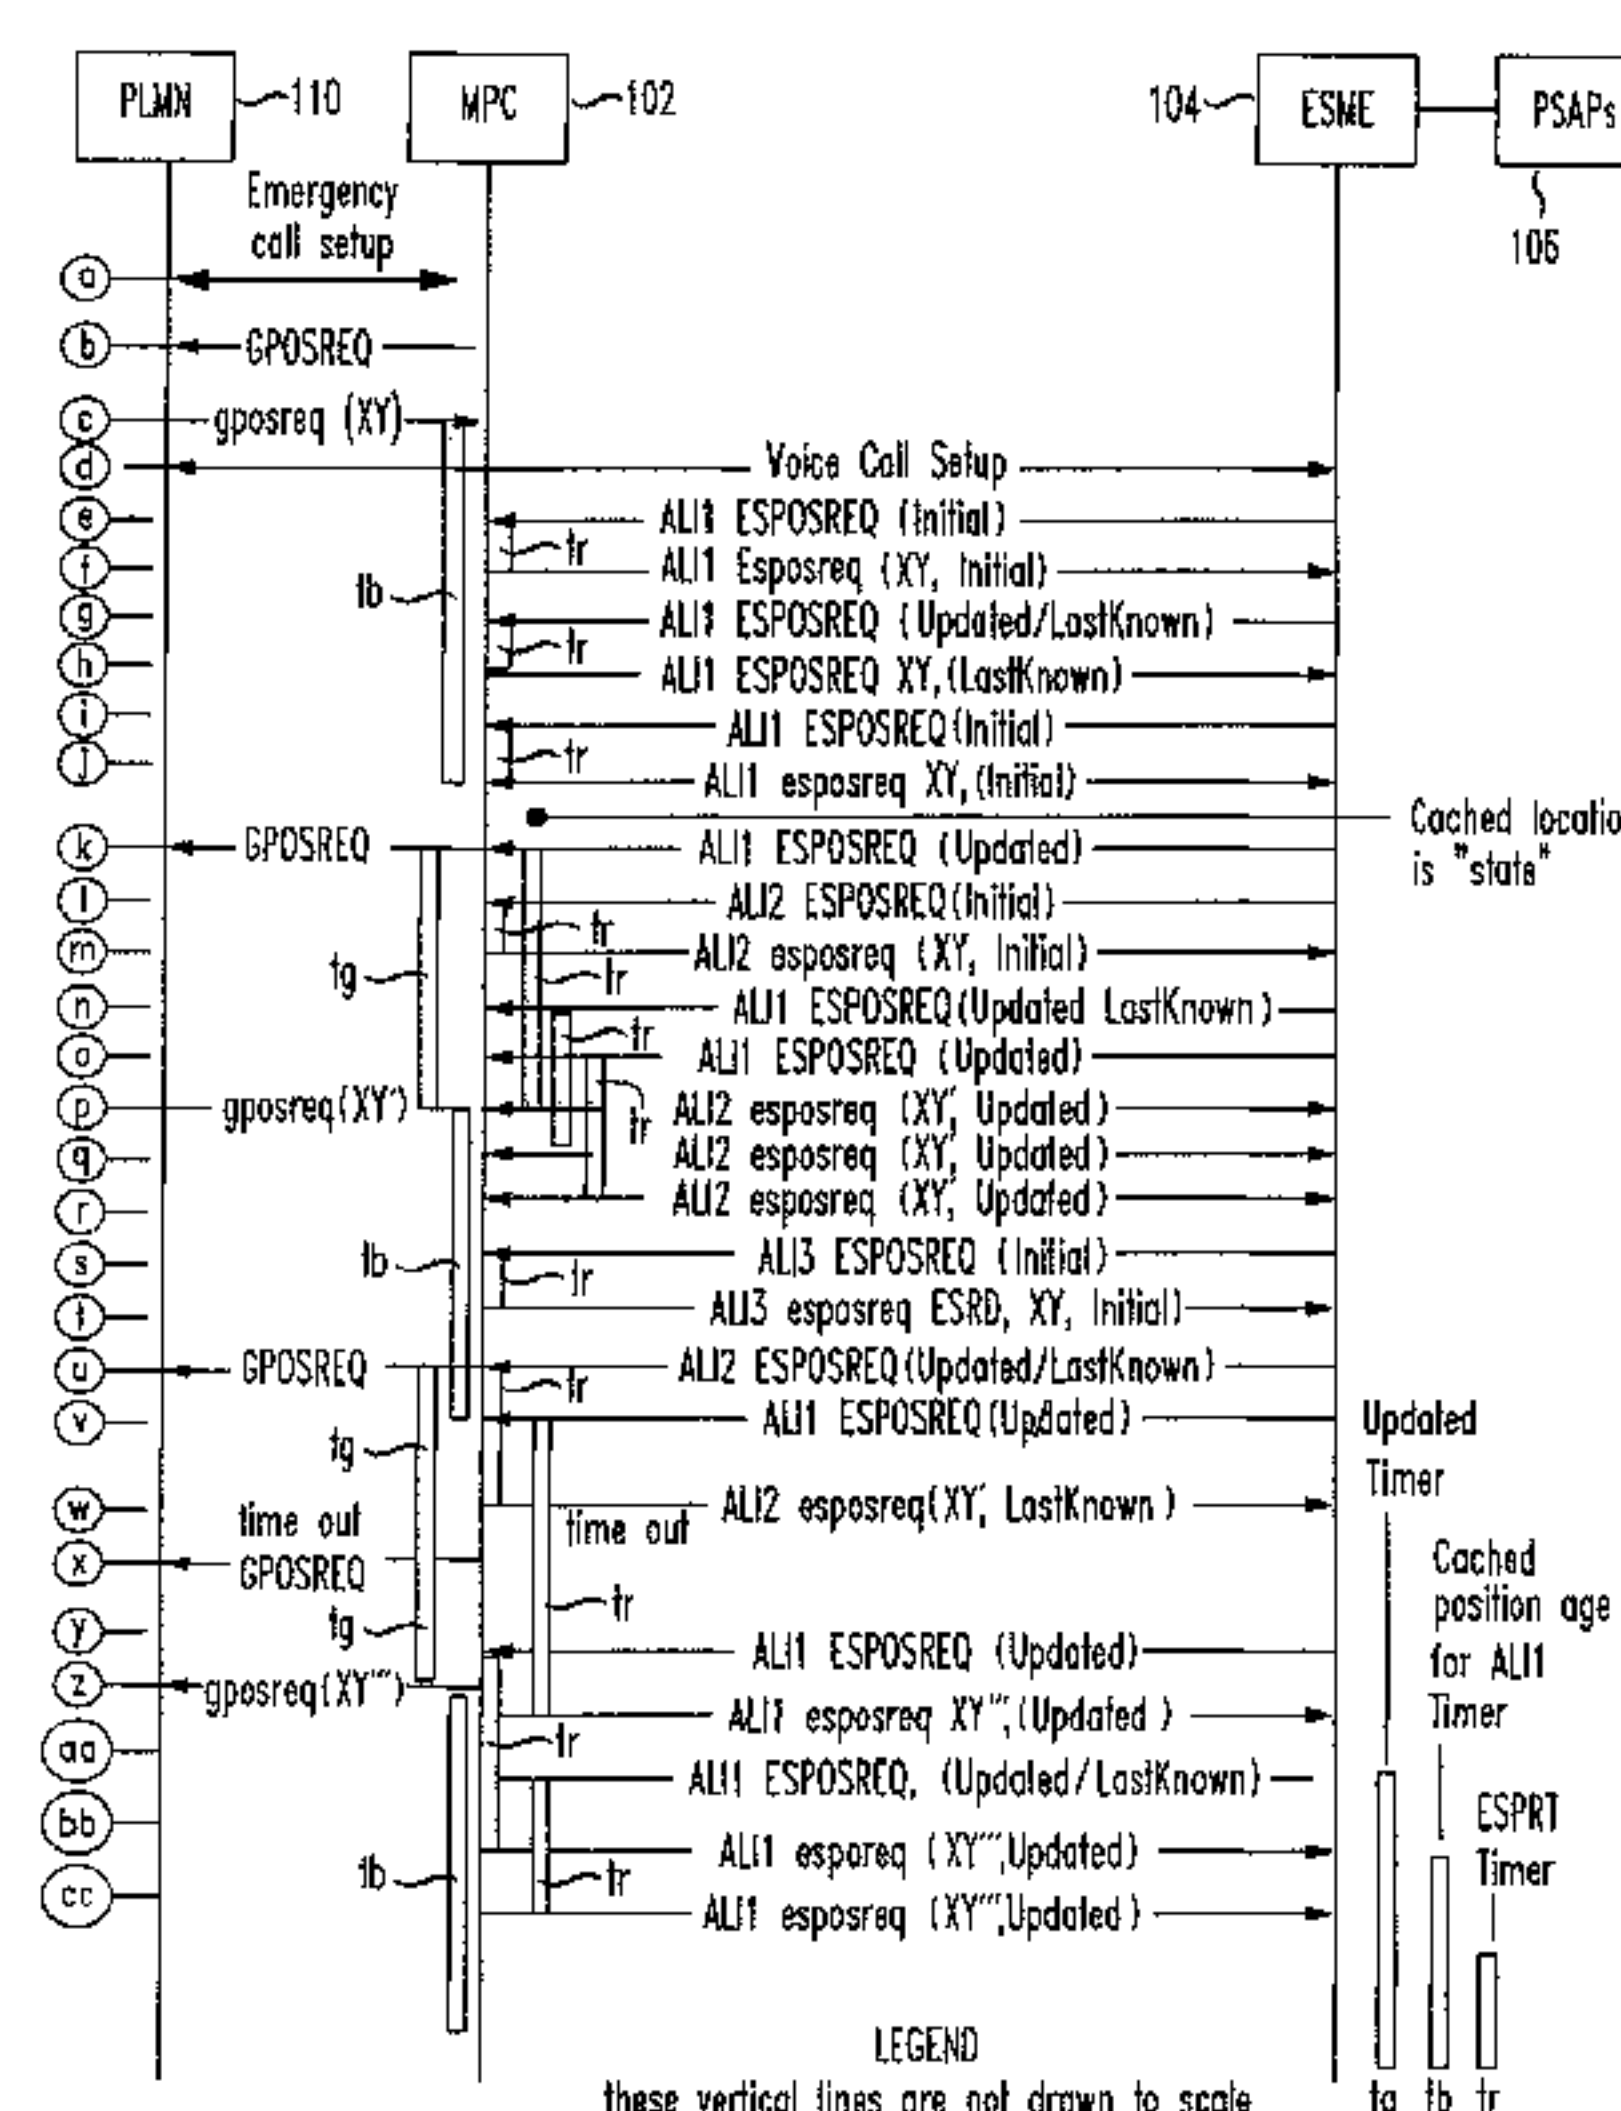 PLMN 110 MPC 102 104 ESME PSAPs
106
Emergency
call setup
a
b GPOSREQ
c gposreq (XY)
d Voice Call Setup
e ALI1 ESPOSREQ (Initial)
tr
f ALI1 Esposreq (XY, Initial)
tb
g ALI1 ESPOSREQ (Updated/LastKnown)
tr
h ALI1 ESPOSREQ XY,(LastKnown)
i ALI1 ESPOSREQ(Initial)
tr
j ALI1 esposreq XY,(Initial)
Cached locatio
is "state"
k GPOSREQ ALI1 ESPOSREQ (Updated)
l ALI2 ESPOSREQ(Initial)
tr
m ALI2 esposreq (XY, Initial)
tg tr
n ALI1 ESPOSREQ(Updated LastKnown)
tr
o ALI1 ESPOSREQ (Updated)
p gposreq(XY') ALI2 esposreq (XY', Updated)
tr
q ALI2 esposreq (XY', Updated)
r ALI2 esposreq (XY', Updated)
s tb ALI3 ESPOSREQ (Initial)
tr
t ALI3 esposreq ESRD, XY, Initial)
u GPOSREQ ALI2 ESPOSREQ(Updated/LastKnown)
tr
v ALI1 ESPOSREQ(Updated)
tg
w ALI2 esposreq(XY', LastKnown)
time out time out
x GPOSREQ
tr
y tg
ALI1 ESPOSREQ (Updated)
z gposreq(XY''')
ALI1 esposreq XY''',(Updated)
aa tr
ALI1 ESPOSREQ, (Updated/LastKnown)
bb
ALI1 esporeq (XY''',Updated)
tb tr
cc
ALI1 esposreq (XY''',Updated)
Updated
Timer
Cached
position age
for ALI1
Timer
ESPRT
Timer
LEGEND
these vertical lines are not drawn to scale
tg tb tr